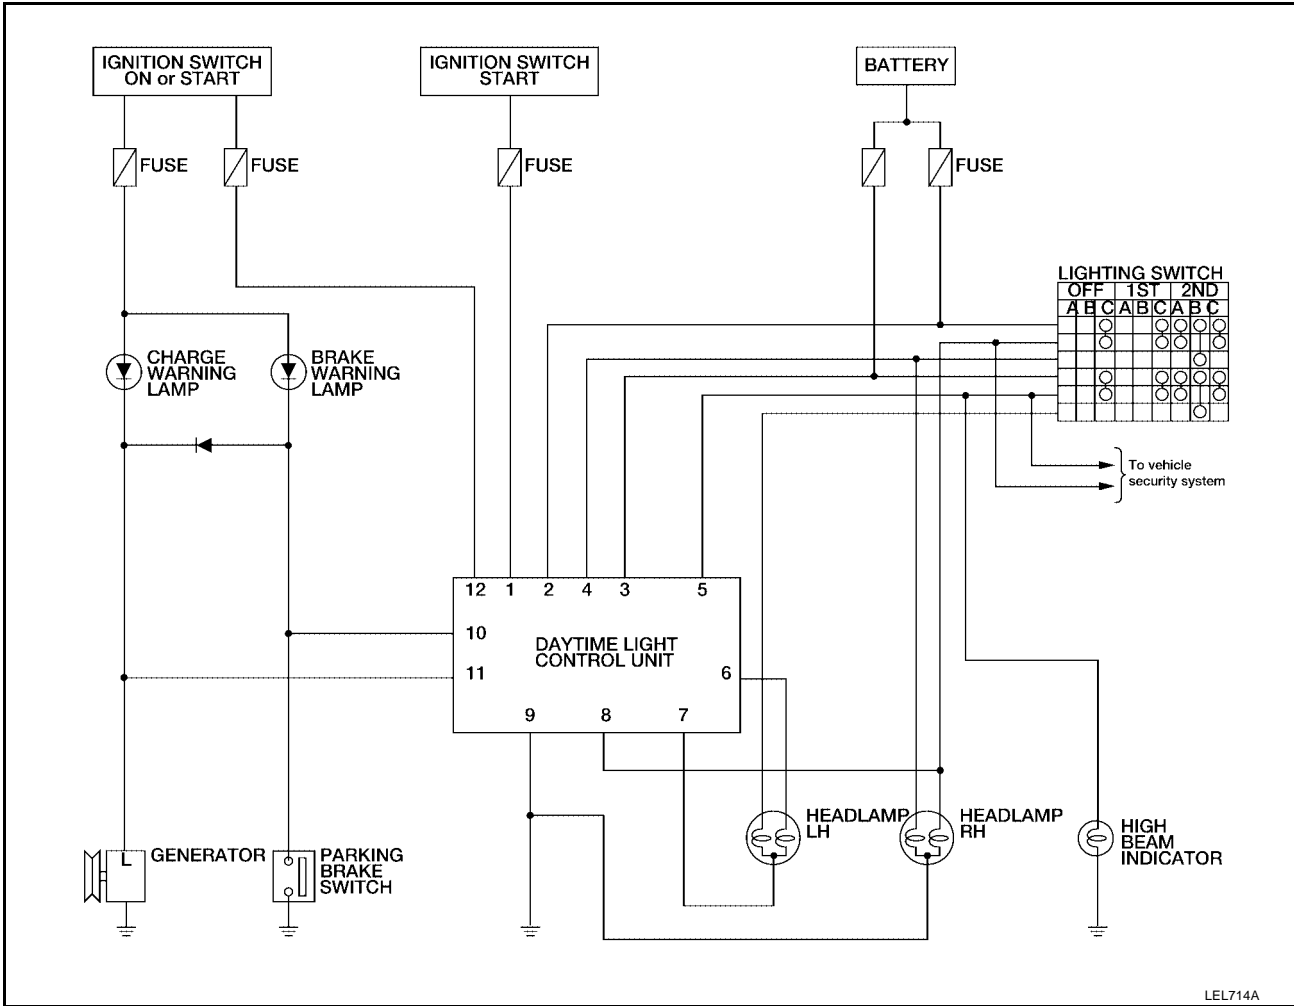 IGNITION SWITCH
ON or START
IGNITION SWITCH
START
BATTERY
FUSE
FUSE
FUSE
FUSE
LIGHTING SWITCH
OFF 1ST 2ND
A B C A B C A B C
CHARGE
WARNING
LAMP
BRAKE
WARNING
LAMP
To vehicle
security system
12 1 2 4 3 5
10
11
DAYTIME LIGHT
CONTROL UNIT
6
9 8 7
GENERATOR
L
PARKING
BRAKE
SWITCH
HEADLAMP
LH
HEADLAMP
RH
HIGH
BEAM
INDICATOR
LEL714A